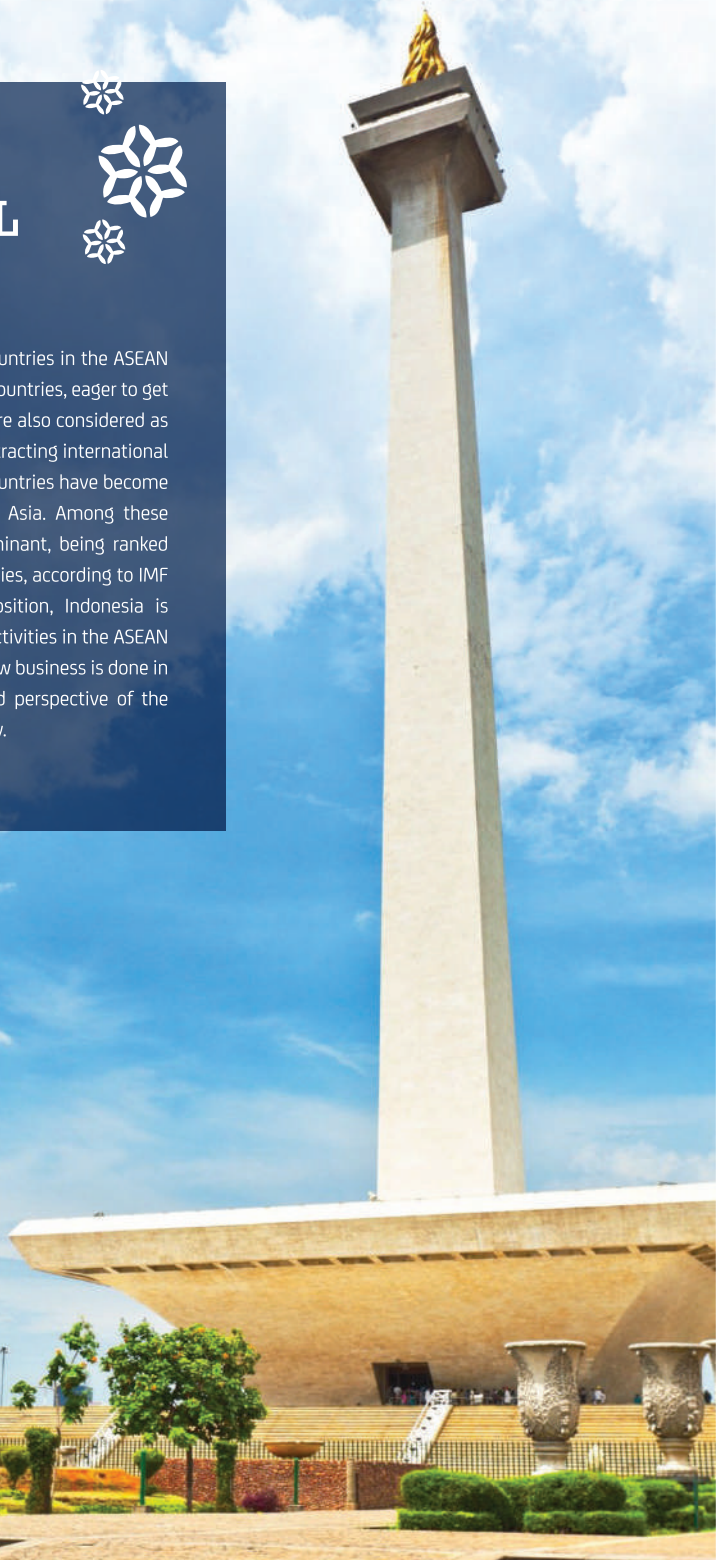 L
untries in the ASEAN
ountries, eager to get
re also considered as
racting international
untries have become
Asia. Among these
minant, being ranked
ies, according to IMF
osition, Indonesia is
ctivities in the ASEAN
w business is done in
d perspective of the
y.